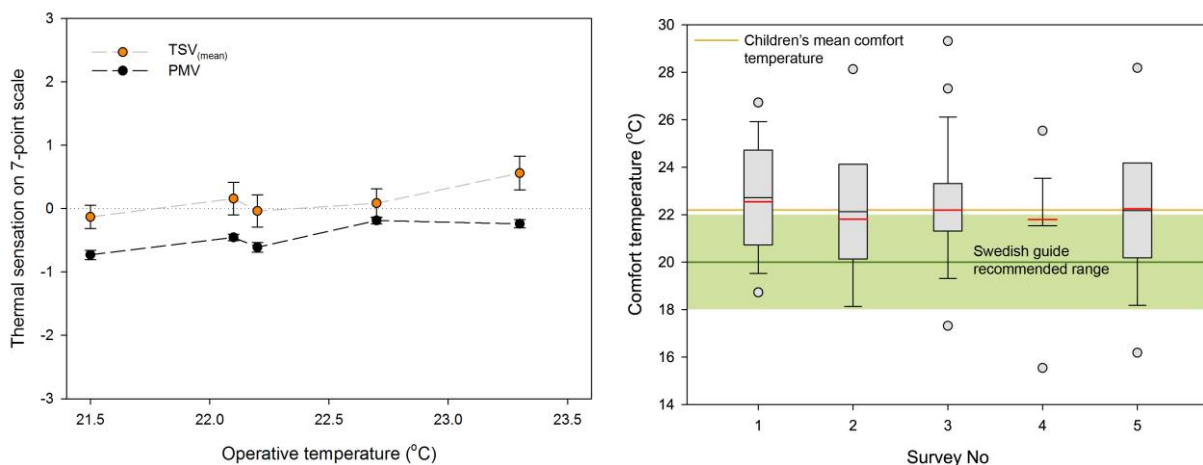 3
2
1
0
-1
-2
-3
Thermal sensation on 7-point scale
TSV(mean)
PMV
21.5 22.0 22.5 23.0 23.5
Operative temperature (°C)
30
28
26
24
22
20
18
16
14
Comfort temperature (°C)
Children's mean comfort
temperature
Swedish guide
recommended range
1 2 3 4 5
Survey No